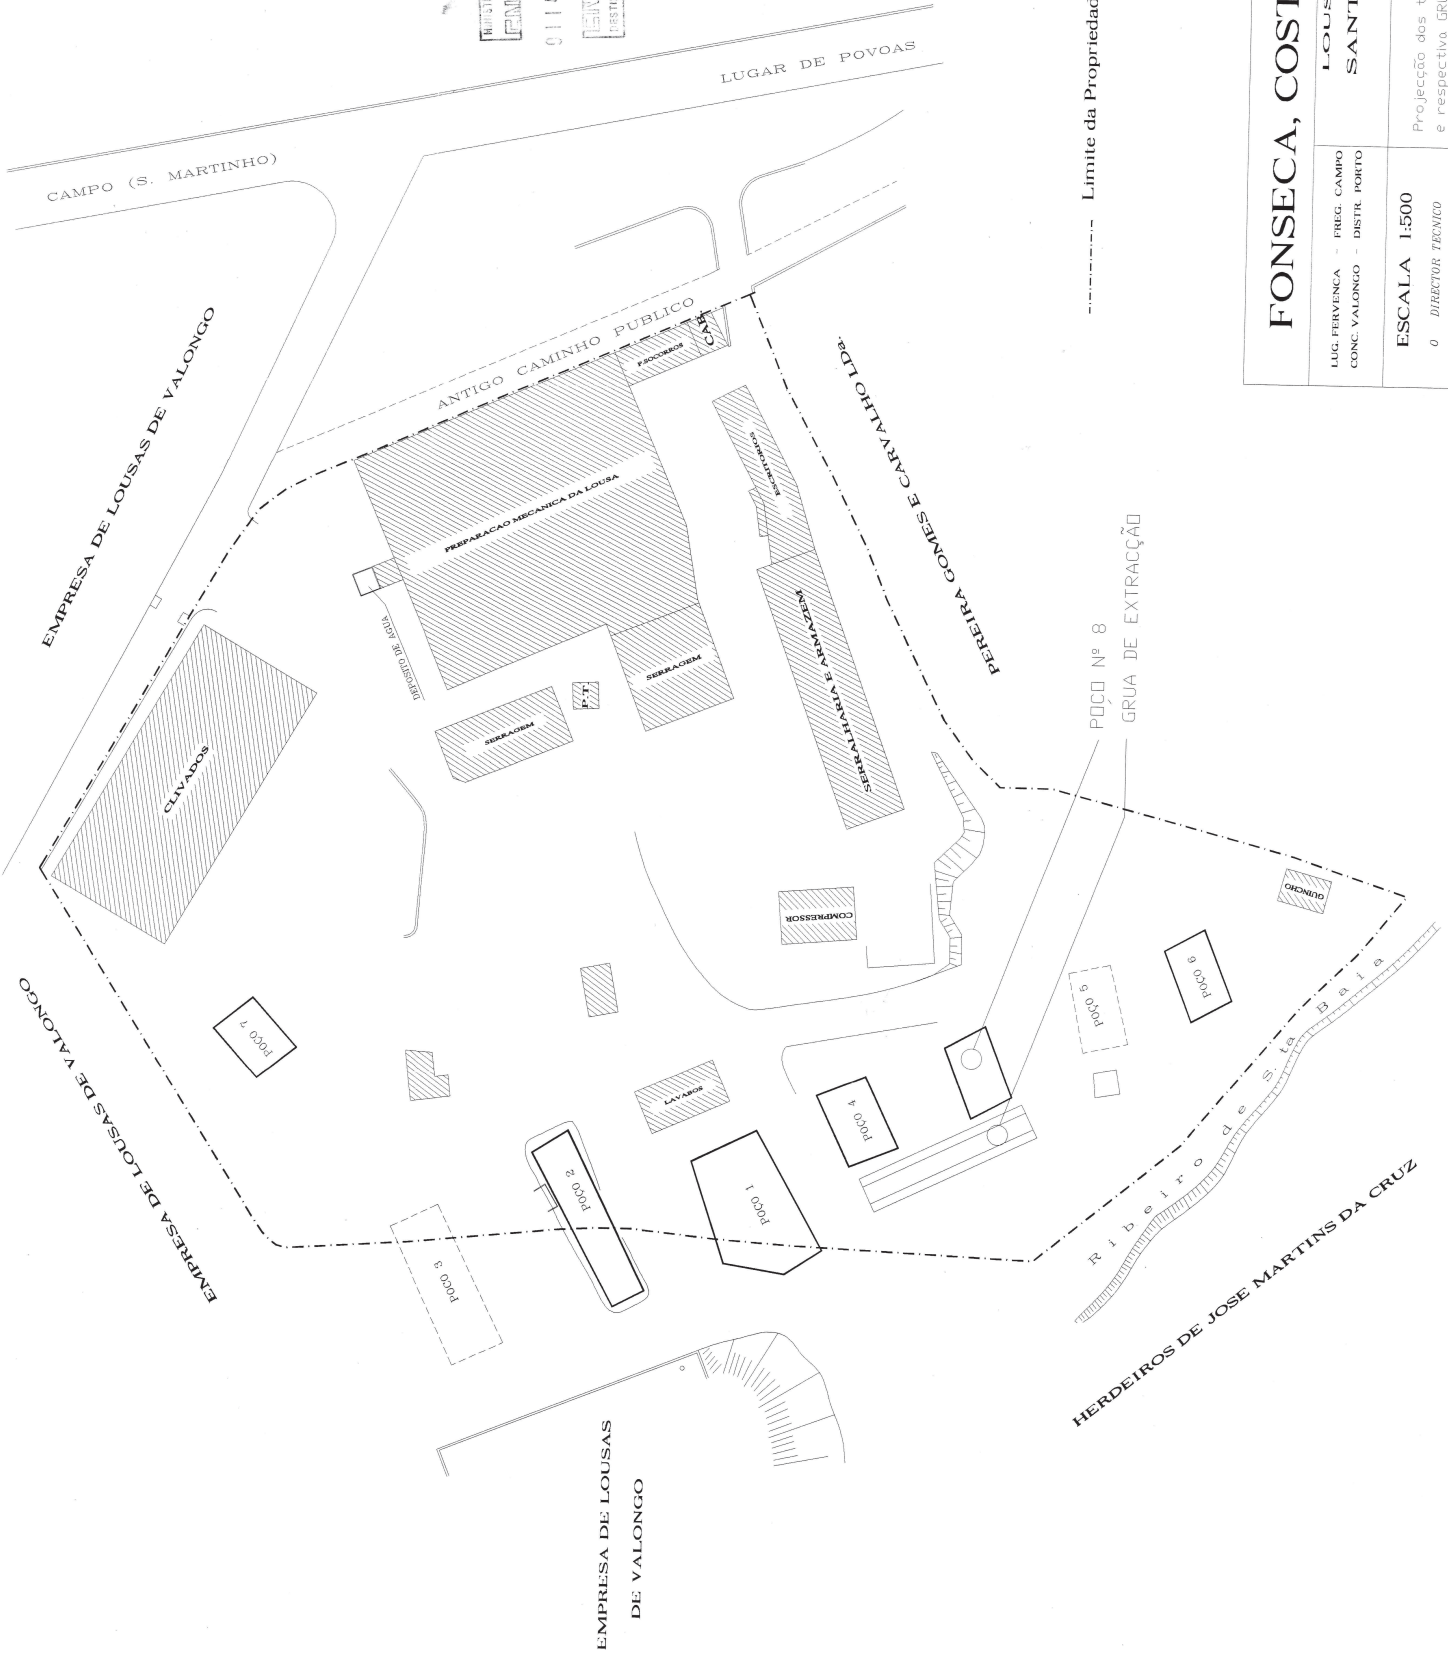 CAMPO (S. MARTINHO)
LUGAR DE POVOAS
EMPRESA DE LOUSAS DE VALONGO
ANTIGO CAMINHO PUBLICO
P.SOCORROS
CAB.
PREPARACAO MECANICA DA LOUSA
ESCRITORIOS
DEPOSITO DE AGUA
SERRAGEM
P.T.
SERRAGEM
SERRALHARIA E ARMAZEM
CLIVADOS
PEREIRA GOMES E CARVALHO LDa.
POÇO Nº 8
GRUA DE EXTRACÇÃO
COMPRESSOR
GUINCHO
EMPRESA DE LOUSAS DE VALONGO
POÇO 7
POÇO 6
POÇO 5
LAVABOS
POÇO 4
POÇO 2
POÇO 1
POÇO 3
Ribeiro de S.ta Baia
HERDEIROS DE JOSE MARTINS DA CRUZ
EMPRESA DE LOUSAS
DE VALONGO
Limite da Propriedad
FONSECA, COST
LOUS
SANT
LUG. FERVENCA - FREG. CAMPO
CONC. VALONGO - DISTR. PORTO
ESCALA 1:500
O DIRECTOR TECNICO
Projecção dos t
e respectiva GRU